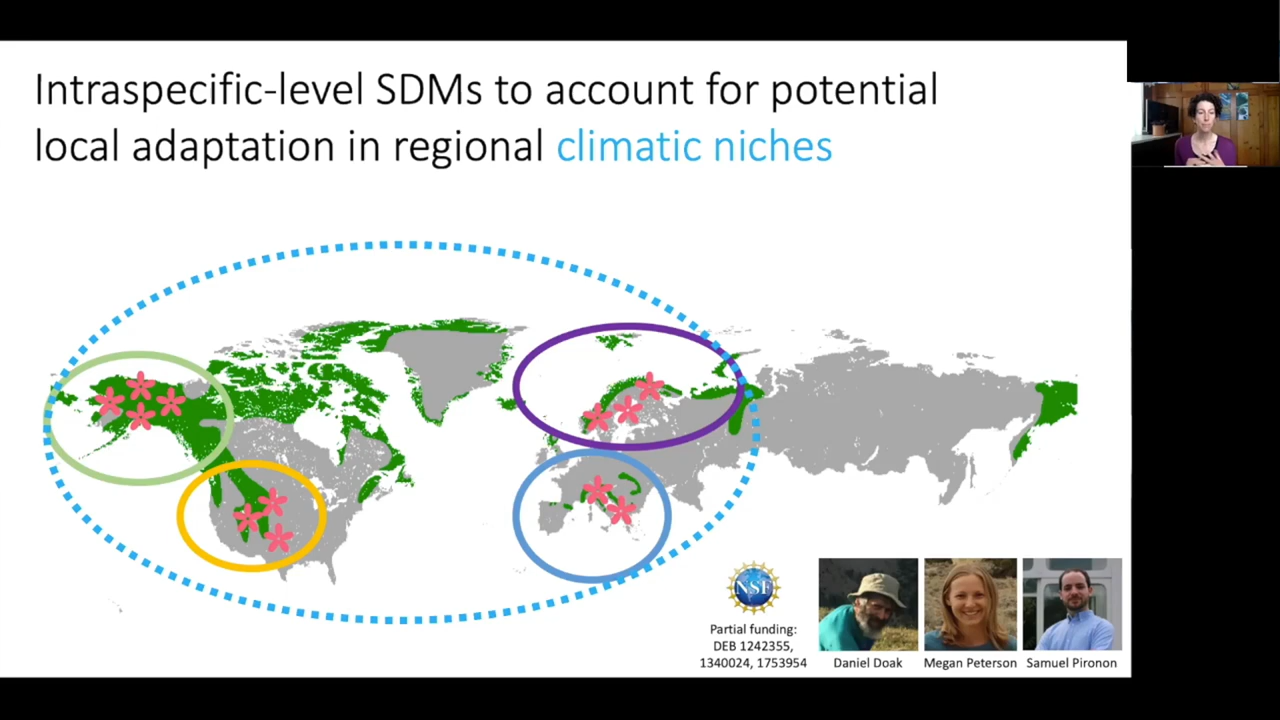 Intraspecific-level SDMs to account for potential
local adaptation in regional climatic niches
NSF
Partial funding:
DEB 1242355,
1340024, 1753954
Daniel Doak
Megan Peterson
Samuel Pironon